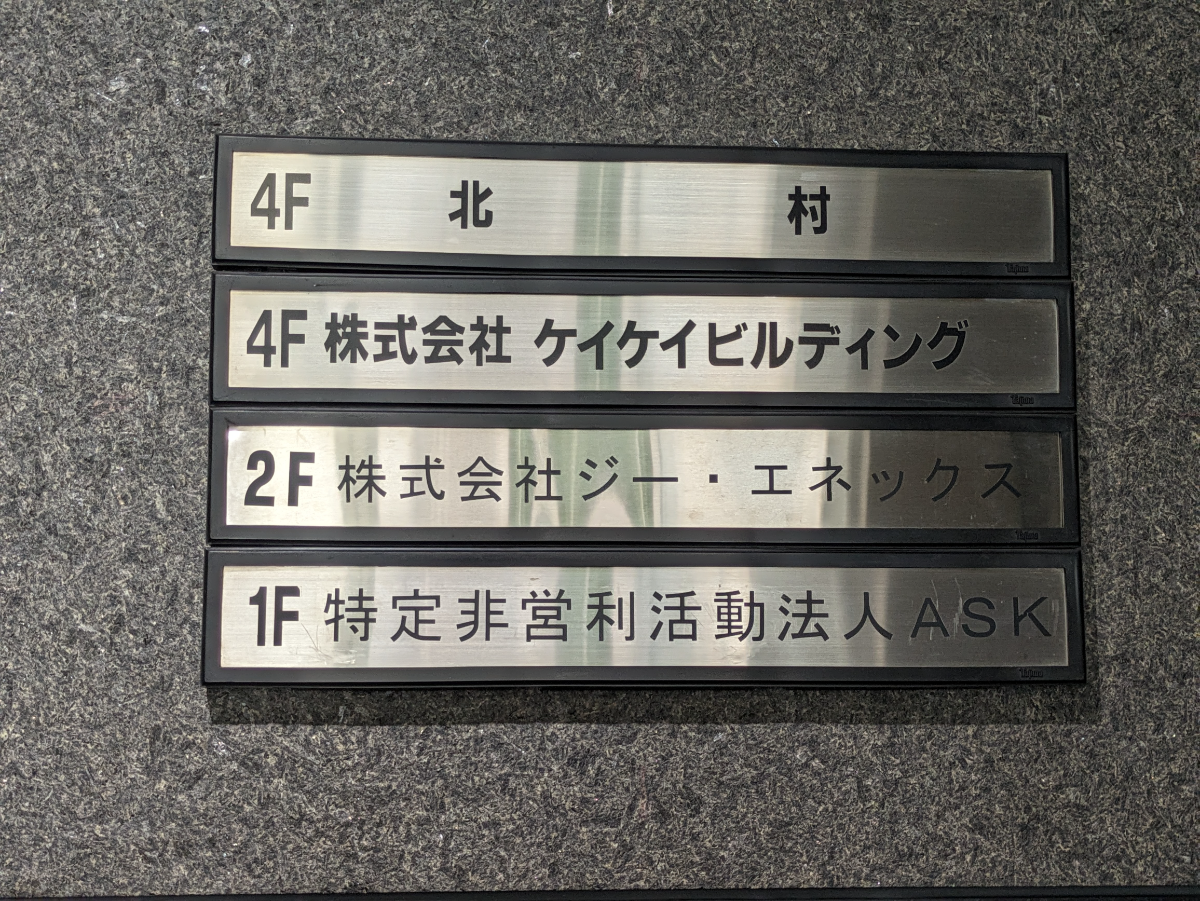 4F 北 村
4F 株式会社 ケイケイビルディング
2F 株式会社ジー・エネックス
1F 特定非営利活動法人ASK